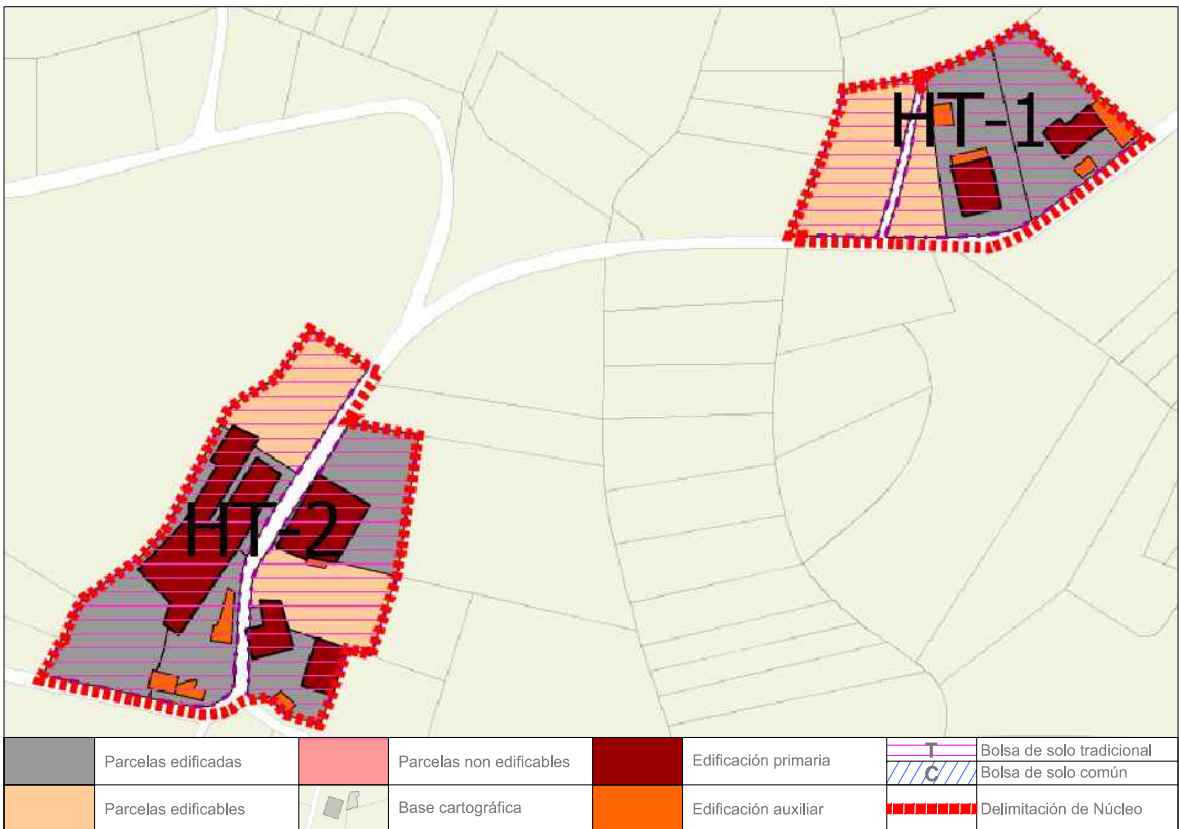 HT-1
HT-2
Parcelas edificadas
Parcelas non edificables
Edificación primaria
T
Bolsa de solo tradicional
C
Bolsa de solo común
Parcelas edificables
Base cartográfica
Edificación auxiliar
Delimitación de Núcleo